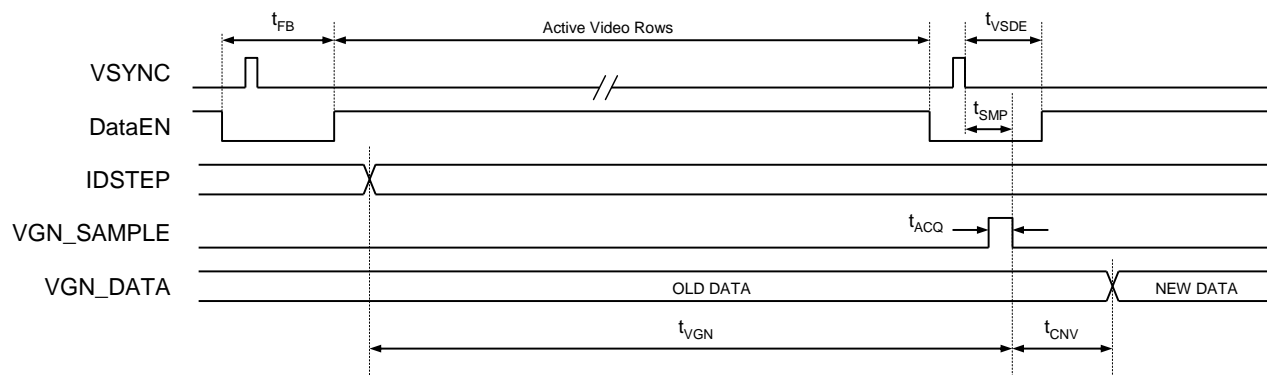 tFB
Active Video Rows
tVSDE
VSYNC
tSMP
DataEN
IDSTEP
VGN_SAMPLE
tACQ
VGN_DATA
OLD DATA
NEW DATA
tVGN
tCNV